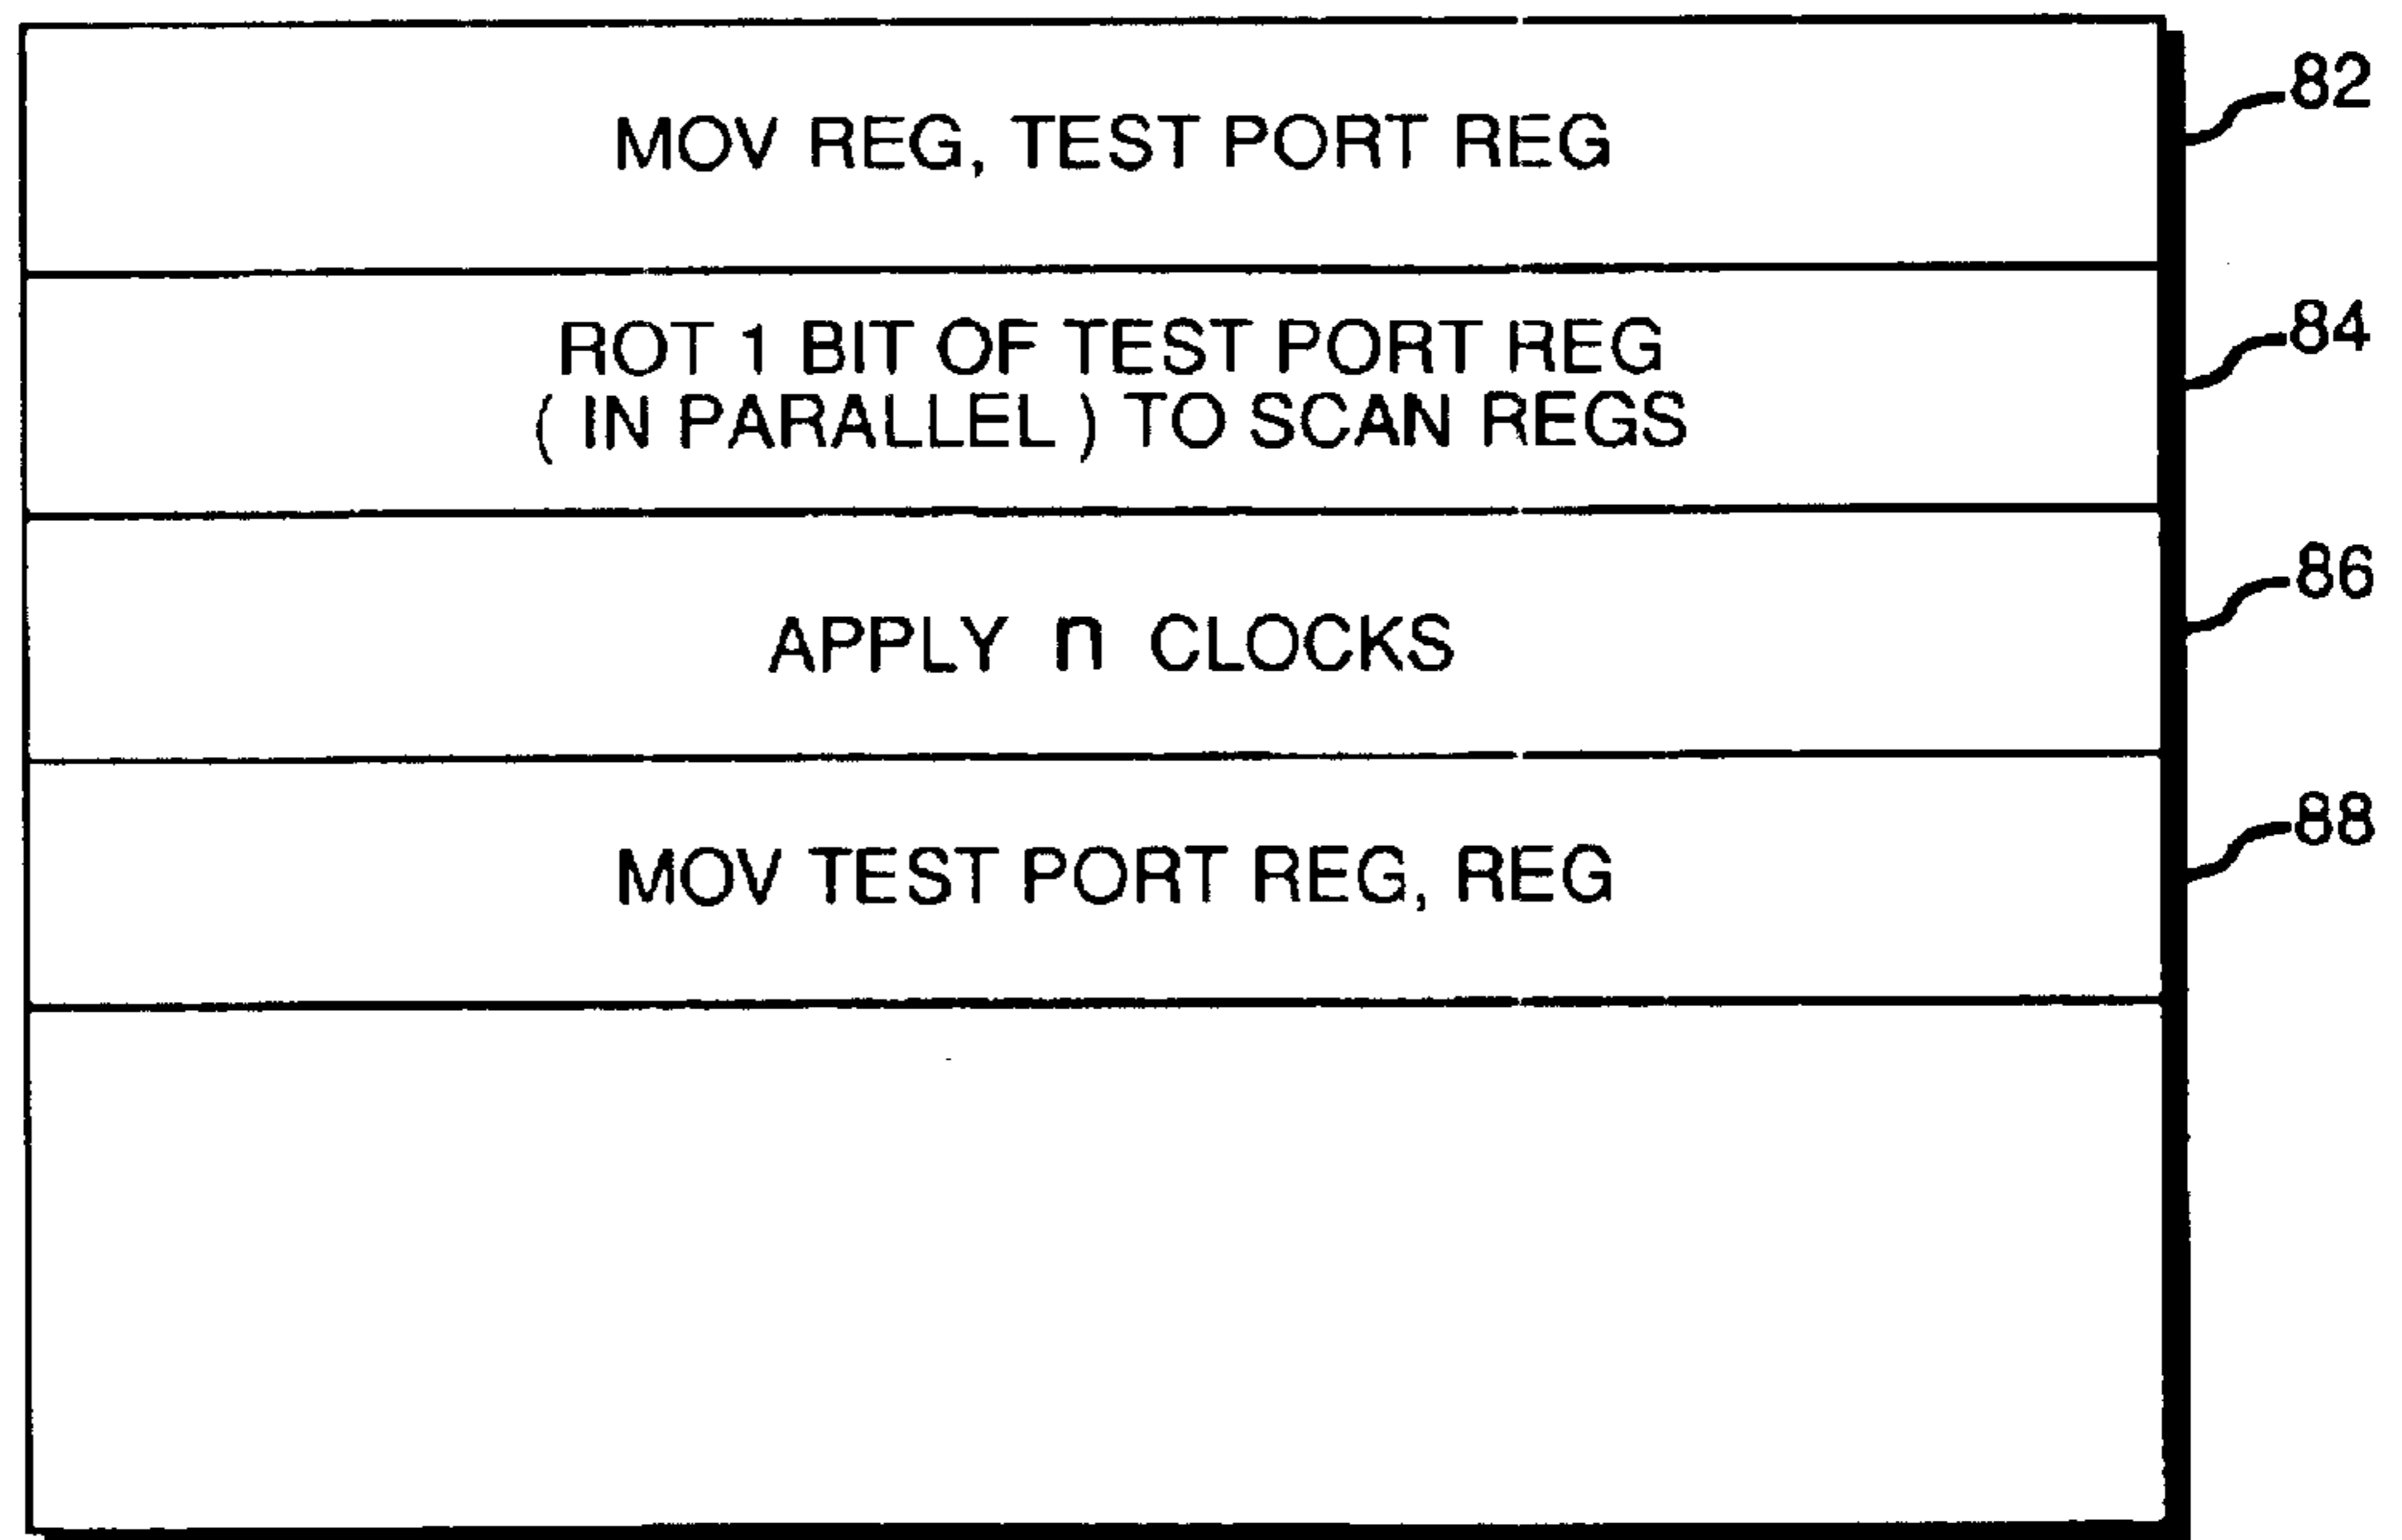 MOV REG, TEST PORT REG
82
ROT 1 BIT OF TEST PORT REG
( IN PARALLEL ) TO SCAN REGS
84
APPLY n CLOCKS
86
MOV TEST PORT REG, REG
88